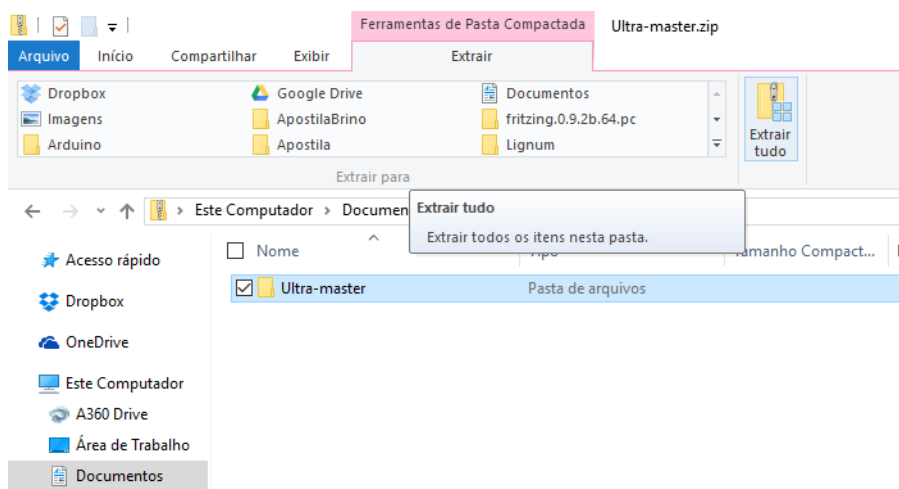 Ferramentas de Pasta Compactada Ultra-master.zip
Arquivo Início Compartilhar Exibir Extrair
Dropbox Google Drive Documentos
Imagens ApostilaBrino fritzing.0.9.2b.64.pc
Arduino Apostila Lignum
Extrair tudo
Extrair para
Este Computador > Documen
Extrair tudo
Extrair todos os itens nesta pasta.
Nome Tipo Tamanho Compact...
Ultra-master Pasta de arquivos
Acesso rápido
Dropbox
OneDrive
Este Computador
A360 Drive
Área de Trabalho
Documentos